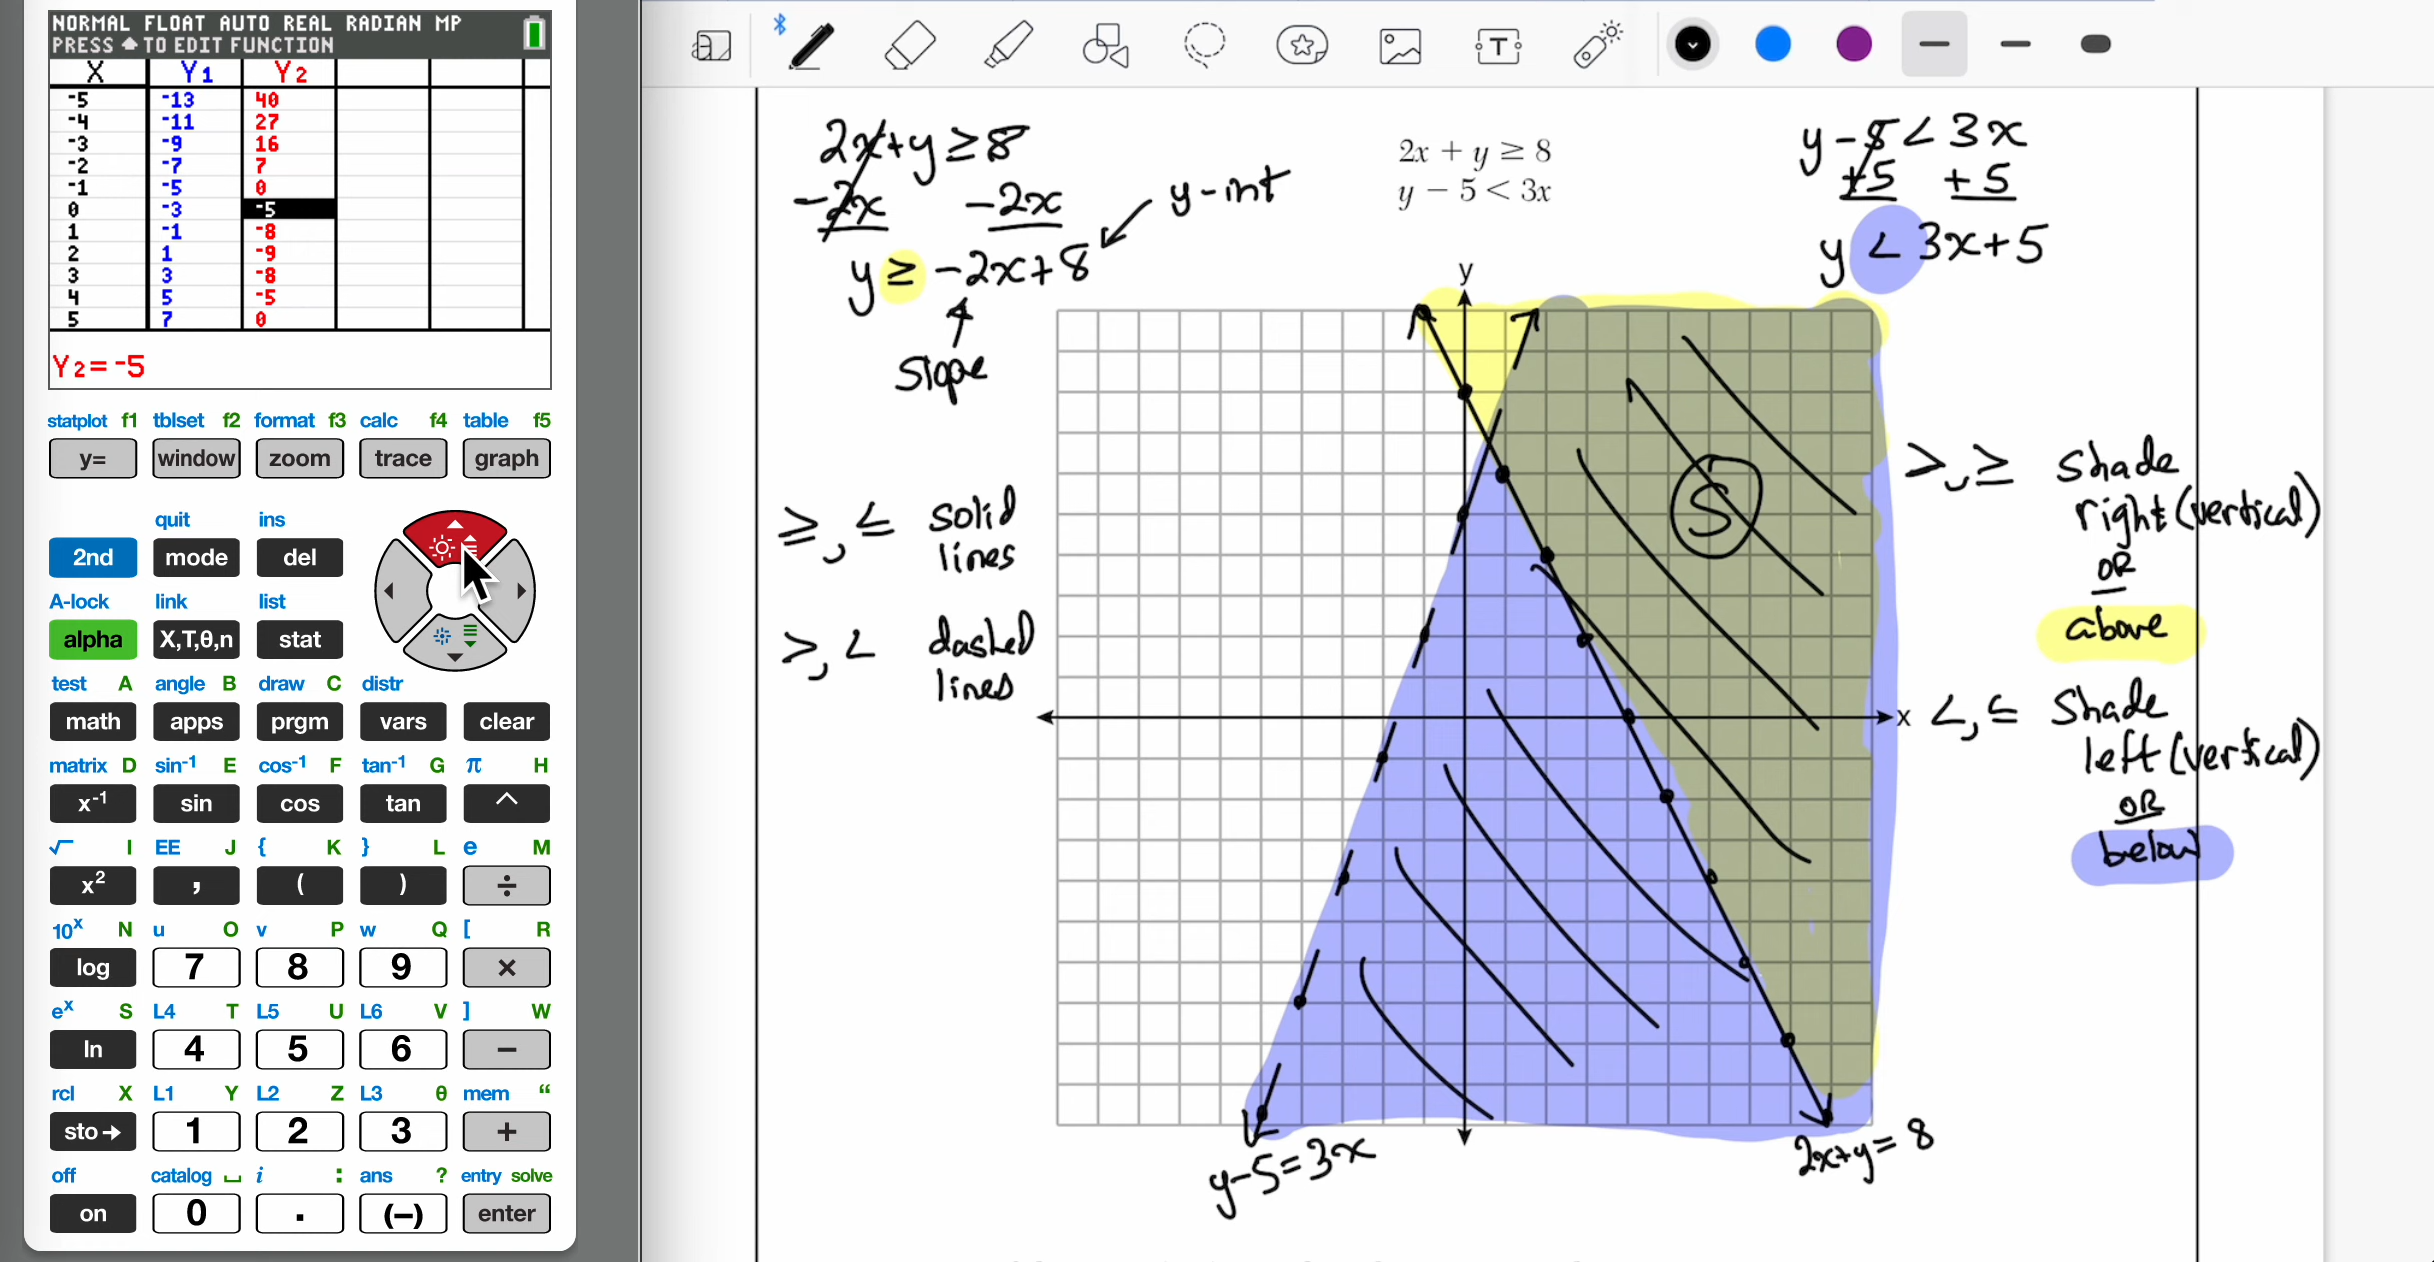 NORMAL FLOAT AUTO REAL RADIAN MP
PRESS TO EDIT FUNCTION
X Y1 Y2
-5 -13 40
-4 -11 27
-3 -9 16
-2 -7 7
-1 -5 0
0 -3 -5
1 -1 -8
2 1 -9
3 3 -8
4 5 -5
5 7 0
Y2=-5
statplot f1 tblset f2 format f3 calc f4 table f5
y= window zoom trace graph
quit ins
2nd mode del
A-lock link list
alpha X,T,θ,n stat
test A angle B draw C distr
math apps prgm vars clear
matrix D sin-1 E cos-1 F tan-1 G π H
x-1 sin cos tan ^
√ I EE J { K } L e M
x2 , ( ) ÷
10x N u O v P w Q [ R
log 7 8 9 ×
ex S L4 T L5 U L6 V ] W
ln 4 5 6 −
rcl X L1 Y L2 Z L3 θ mem “
sto→ 1 2 3 +
off catalog ␣ i : ans ? entry solve
on 0 . (–) enter
T
2x+y≥8
-2x -2x
y≥-2x+8
y-int
slope
2x + y ≥ 8
y − 5 < 3x
y-5<3x
+5 +5
y<3x+5
y
x
≥,≤ solid
lines
>,< dashed
lines
S
>,≥ shade
right (vertical)
OR
above
<,≤ shade
left (vertical)
OR
below
y-5=3x
2x+y=8